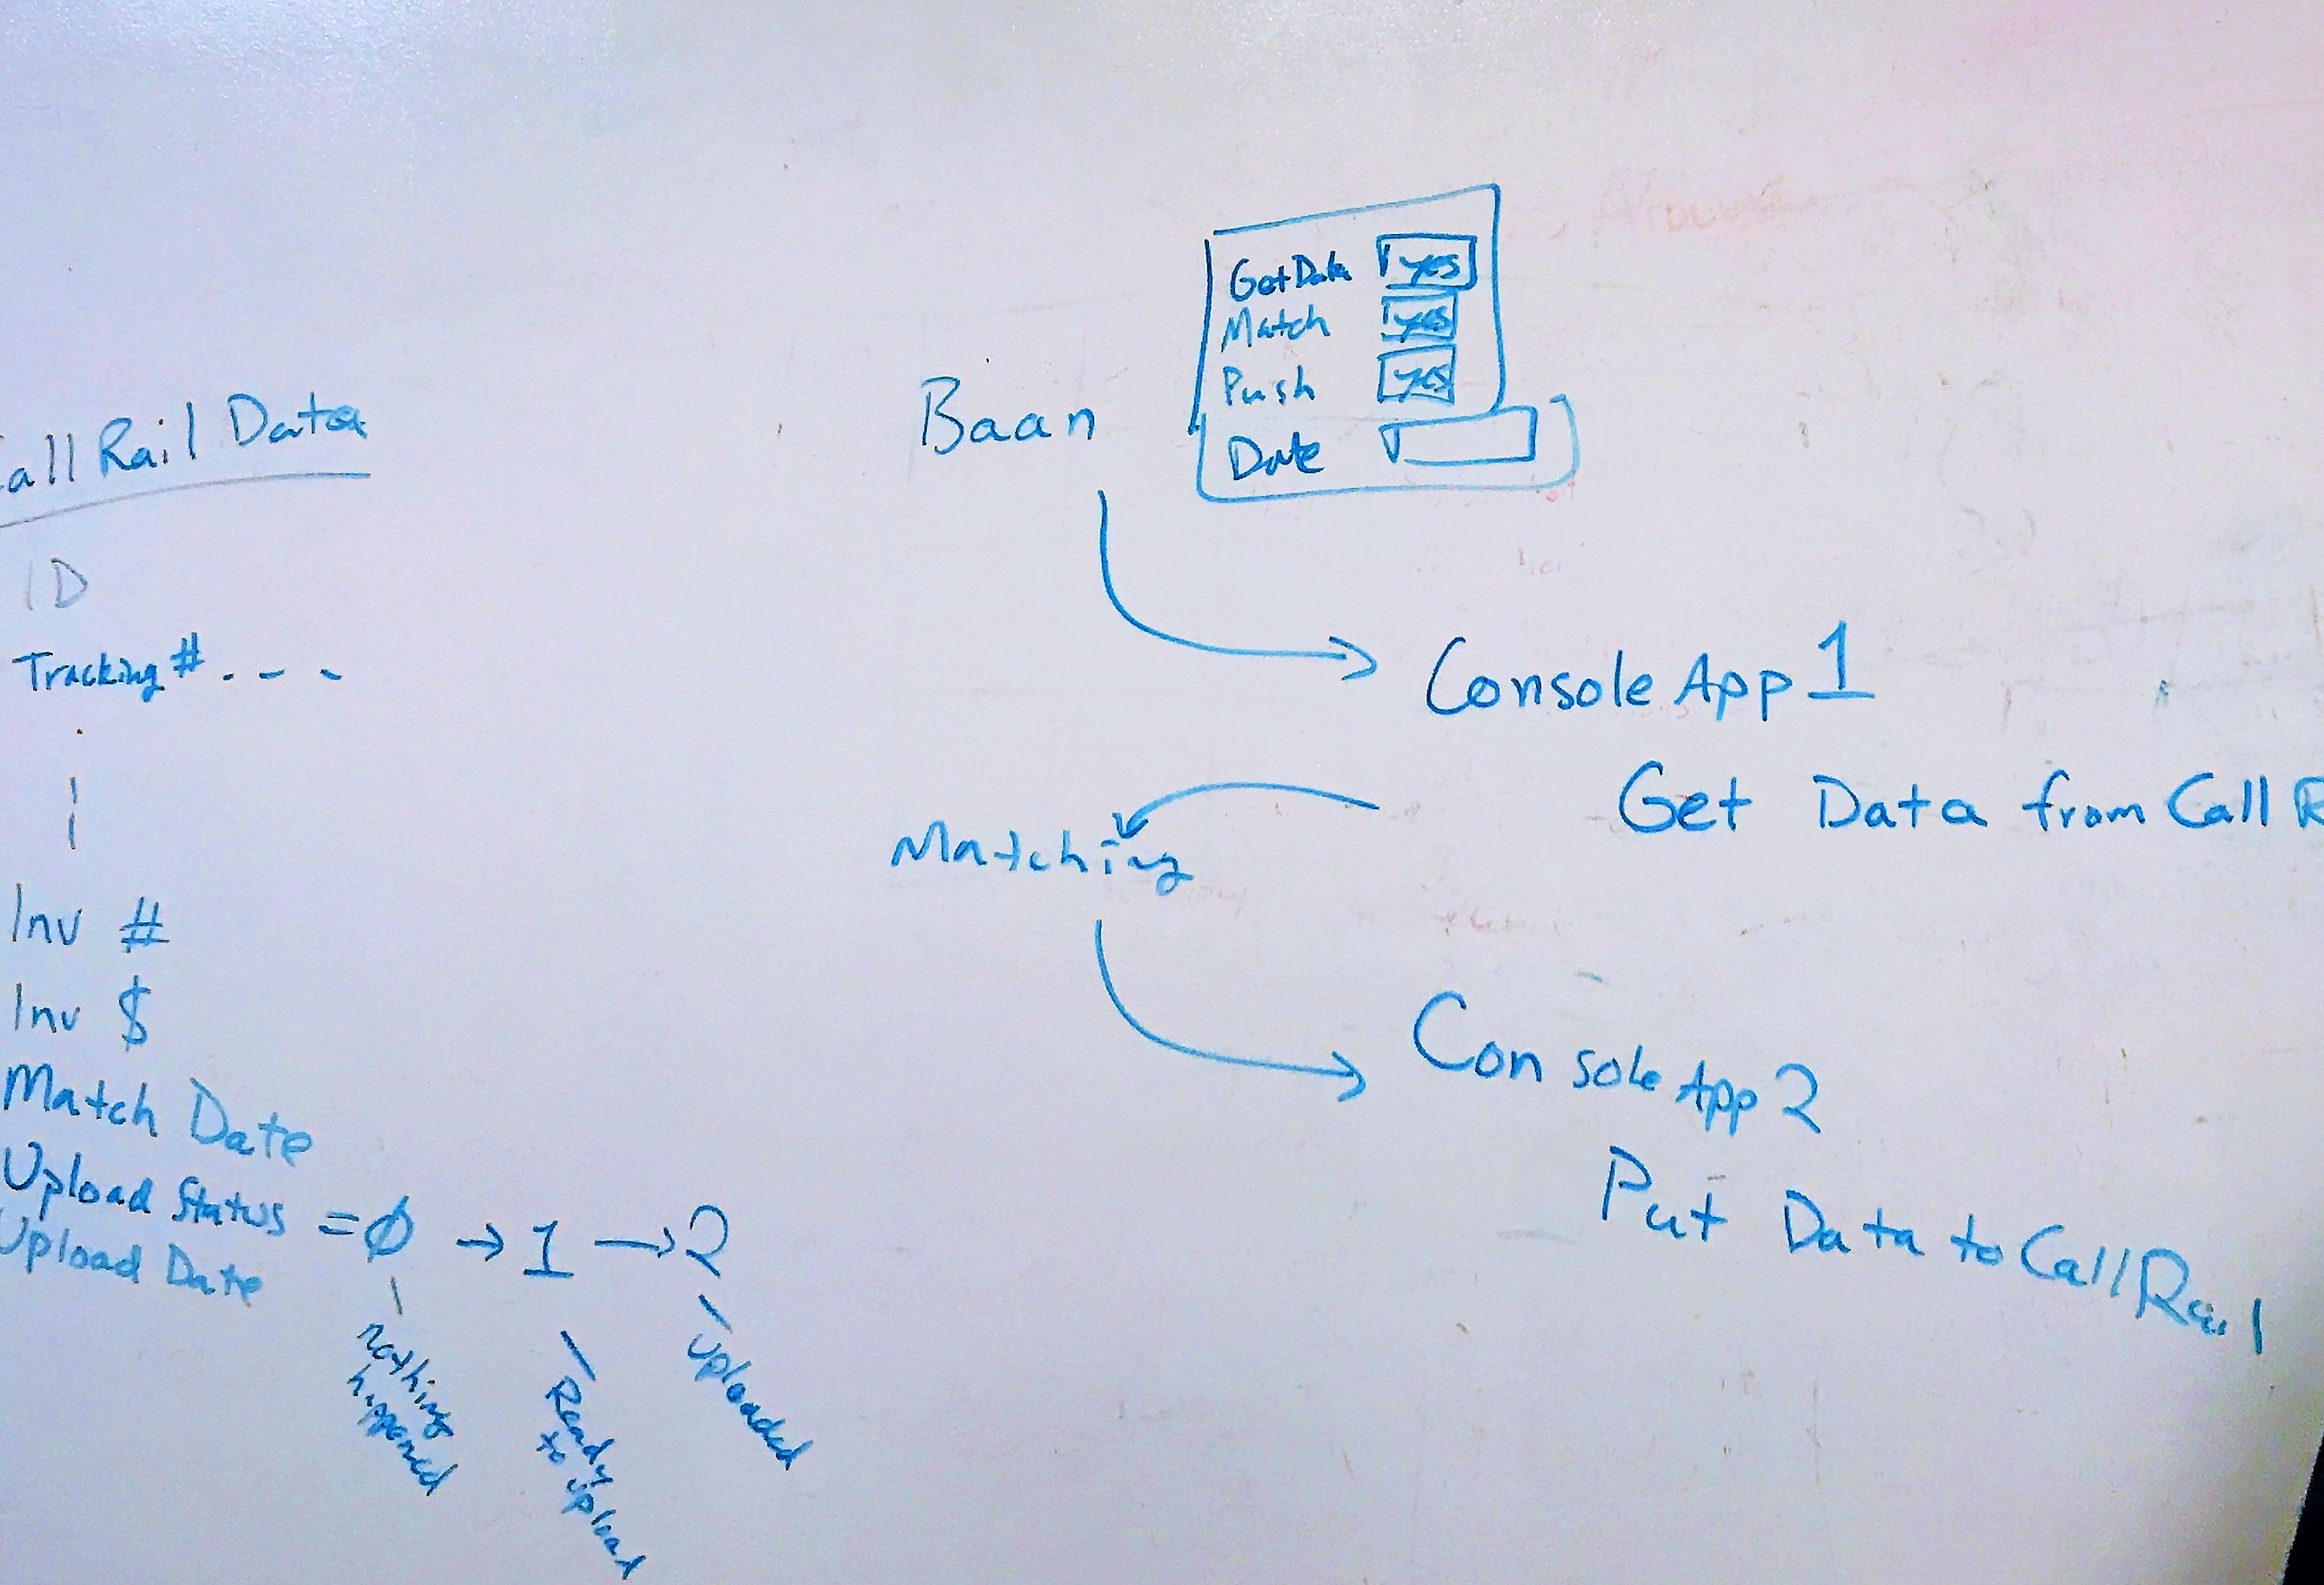 all Rail Data
ID
Tracking # . - -
Inv #
Inv $
Match Date
Upload Status = Ø → 1 → 2
Upload Date
nothing
happened
Ready
to upload
uploaded
Baan
GetData yes
Match yes
Push yes
Date
Console App 1
Get Data from Call R
Matching
Console App 2
Put Data to CallRail